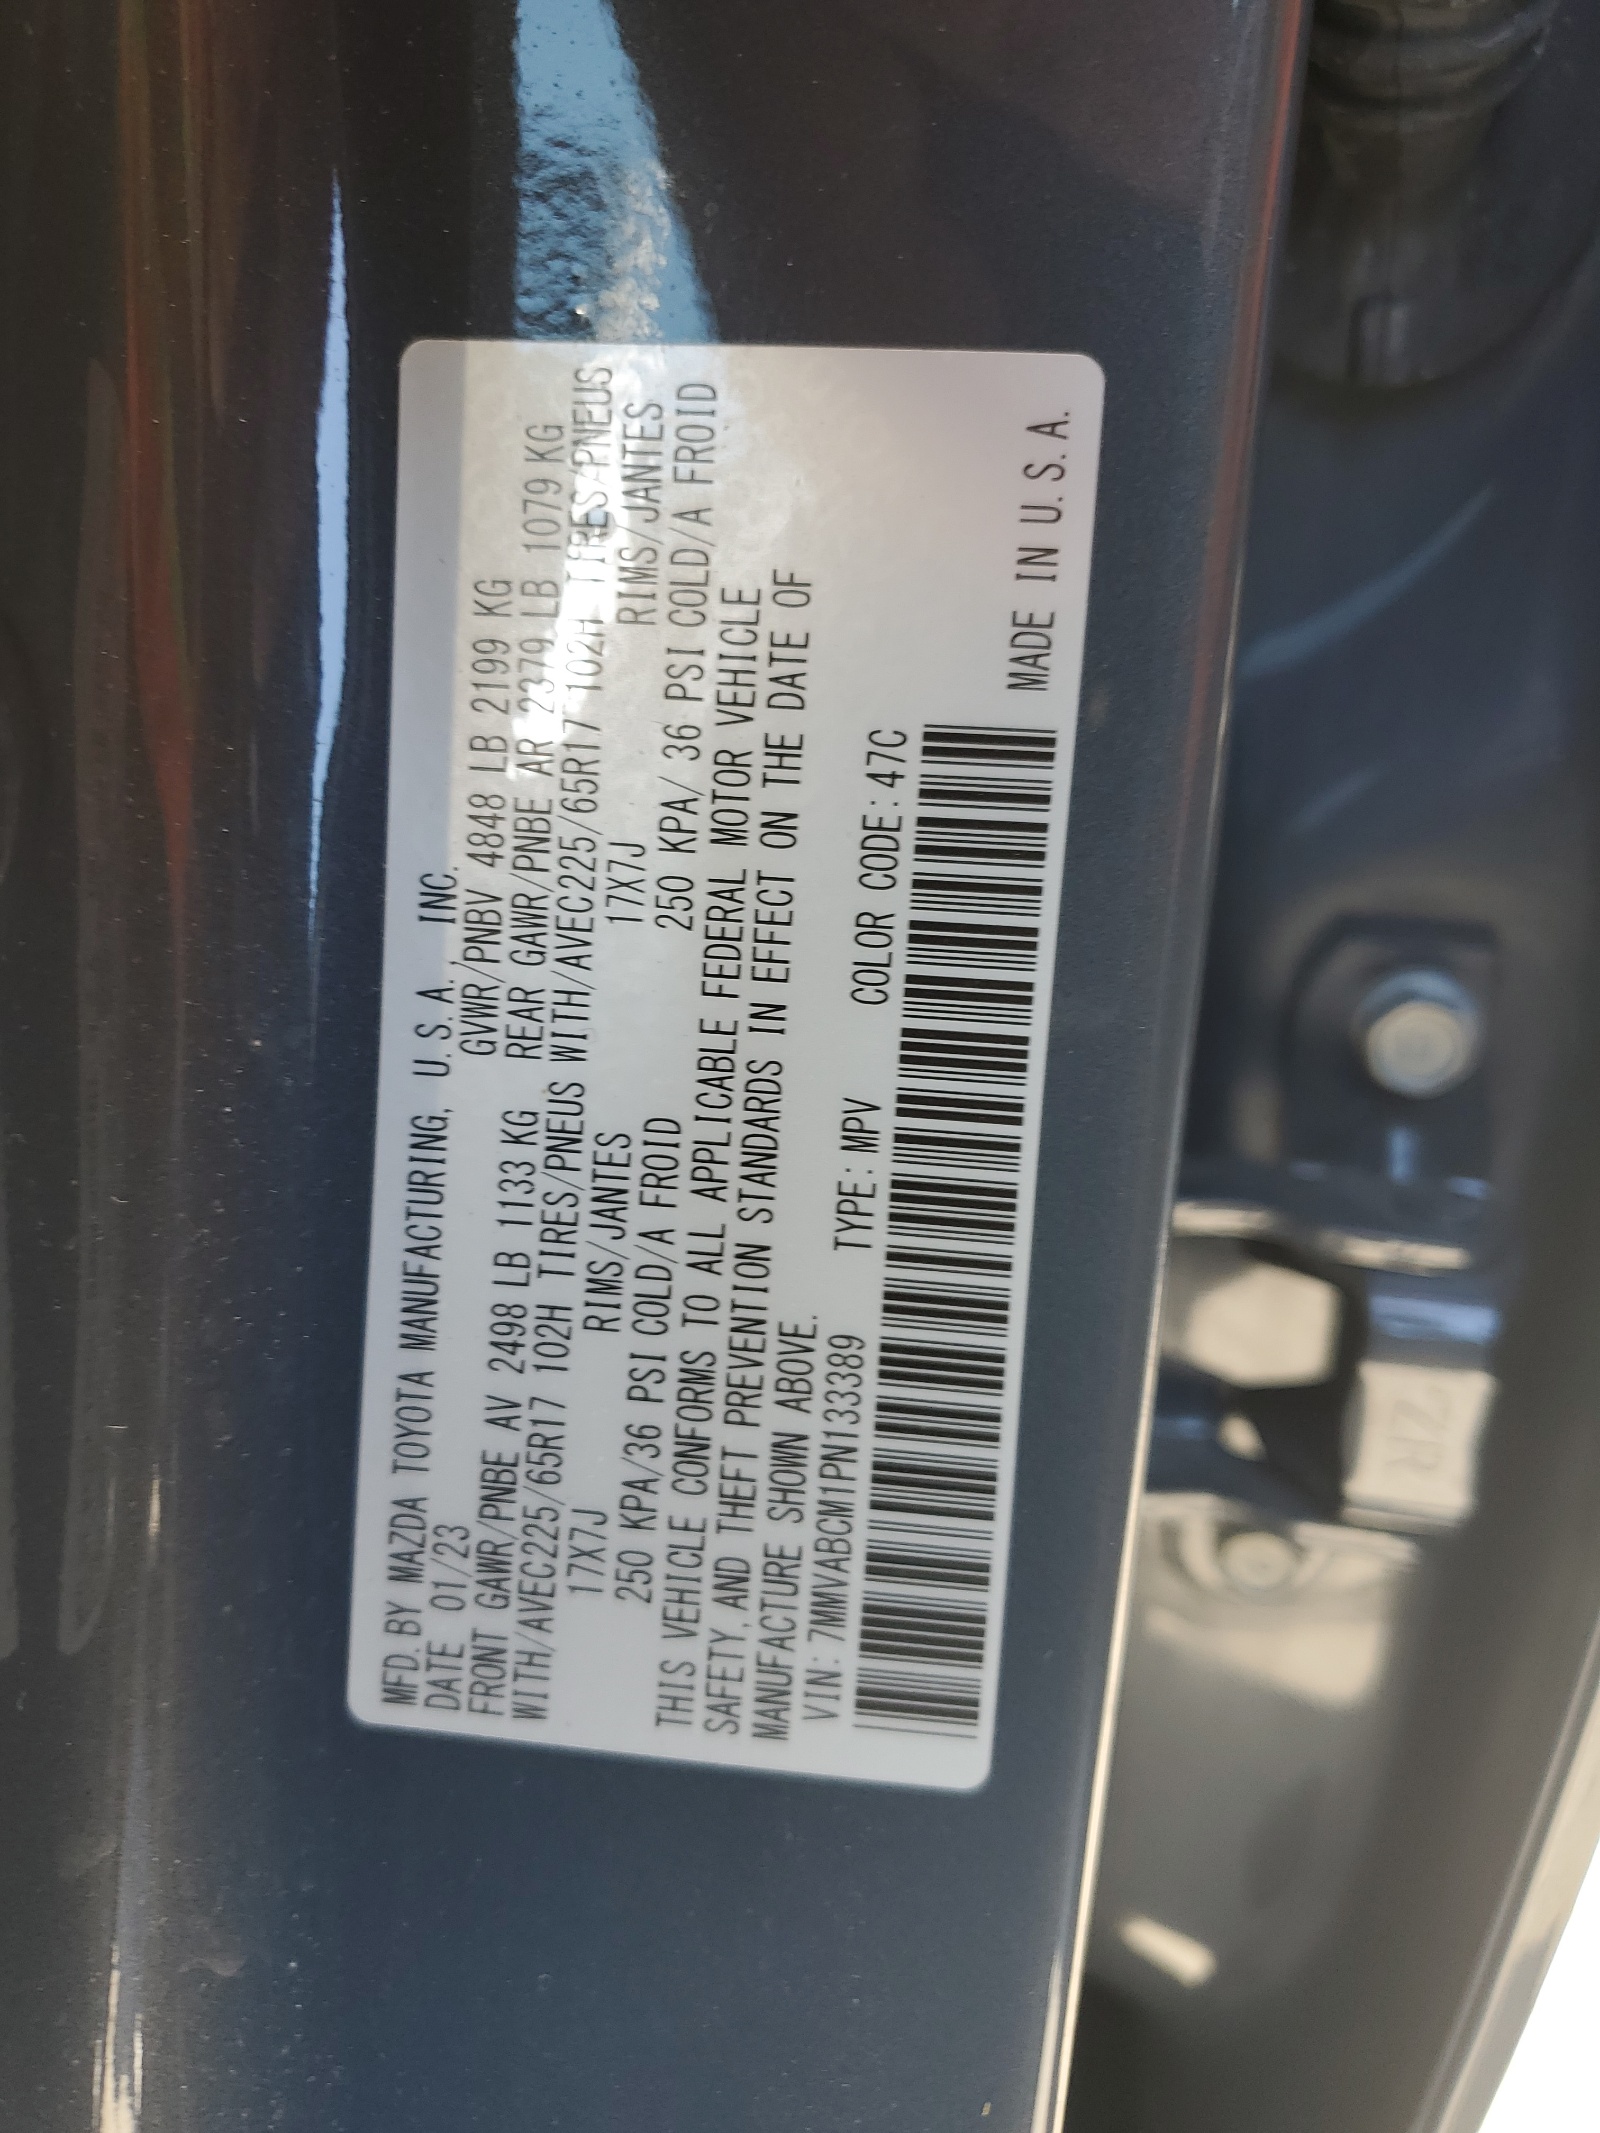 MFD. BY MAZDA TOYOTA MANUFACTURING, U. S. A., INC.
DATE 01/23 GVWR/PNBV 4848 LB 2199 KG
FRONT GAWR/PNBE AV 2498 LB 1133 KG REAR GAWR/PNBE AR 2379 LB 1079 KG
WITH/AVEC225/65R17 102H TIRES/PNEUS WITH/AVEC225/65R17 102H TIRES/PNEUS
17X7J RIMS/JANTES 17X7J RIMS/JANTES
250 KPA/36 PSI COLD/A FROID 250 KPA/ 36 PSI COLD/A FROID
THIS VEHICLE CONFORMS TO ALL APPLICABLE FEDERAL MOTOR VEHICLE
SAFETY, AND THEFT PREVENTION STANDARDS IN EFFECT ON THE DATE OF
MANUFACTURE SHOWN ABOVE.
VIN: 7MMVABCM1PN133389 TYPE: MPV COLOR CODE: 47C
MADE IN U. S. A.
7ZR